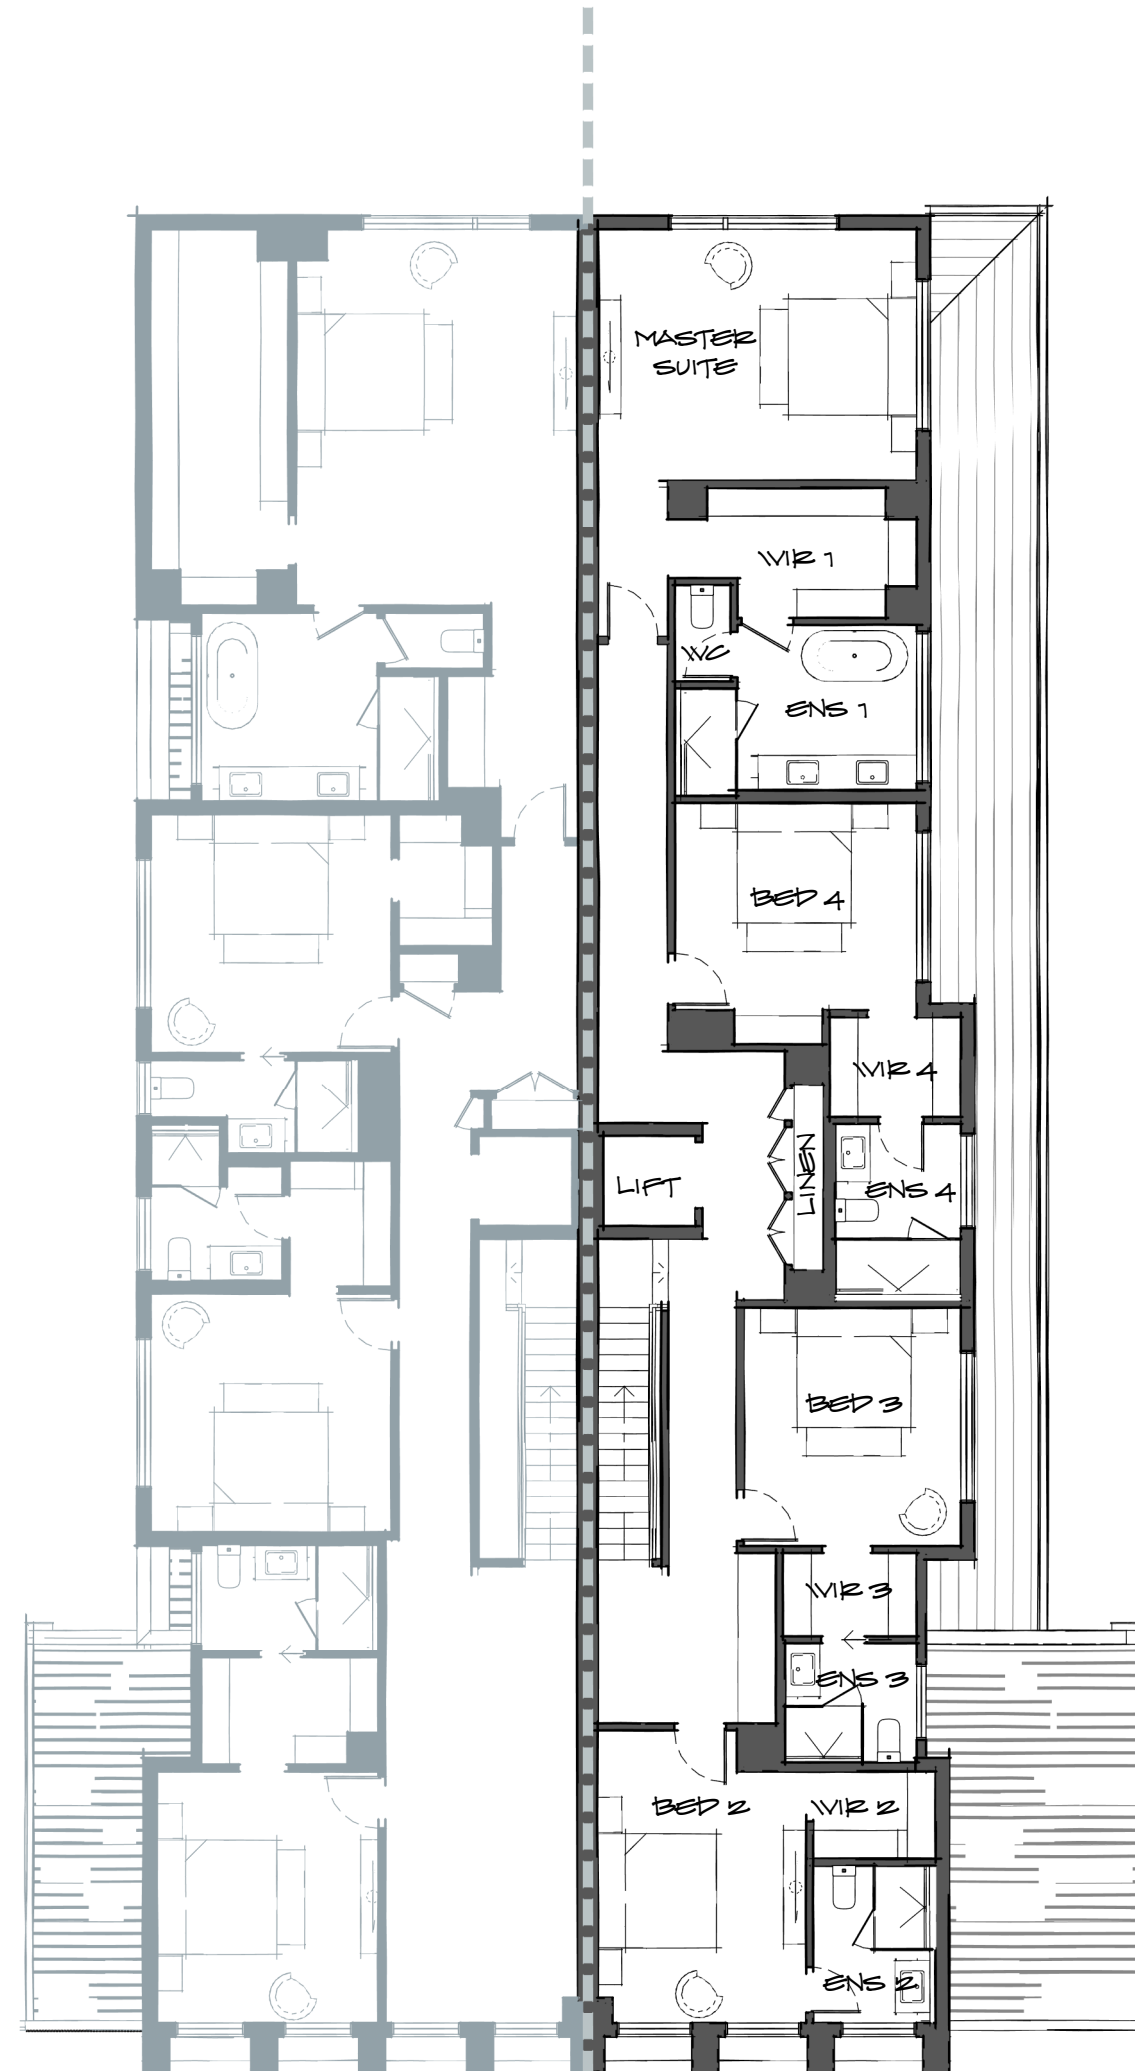 MASTER
SUITE
WIR 1
WC
ENS 1
BED 4
WIR 4
LINEN
LIFT
ENS 4
BED 3
WIR 3
ENS 3
BED 2
WIR 2
ENS 2